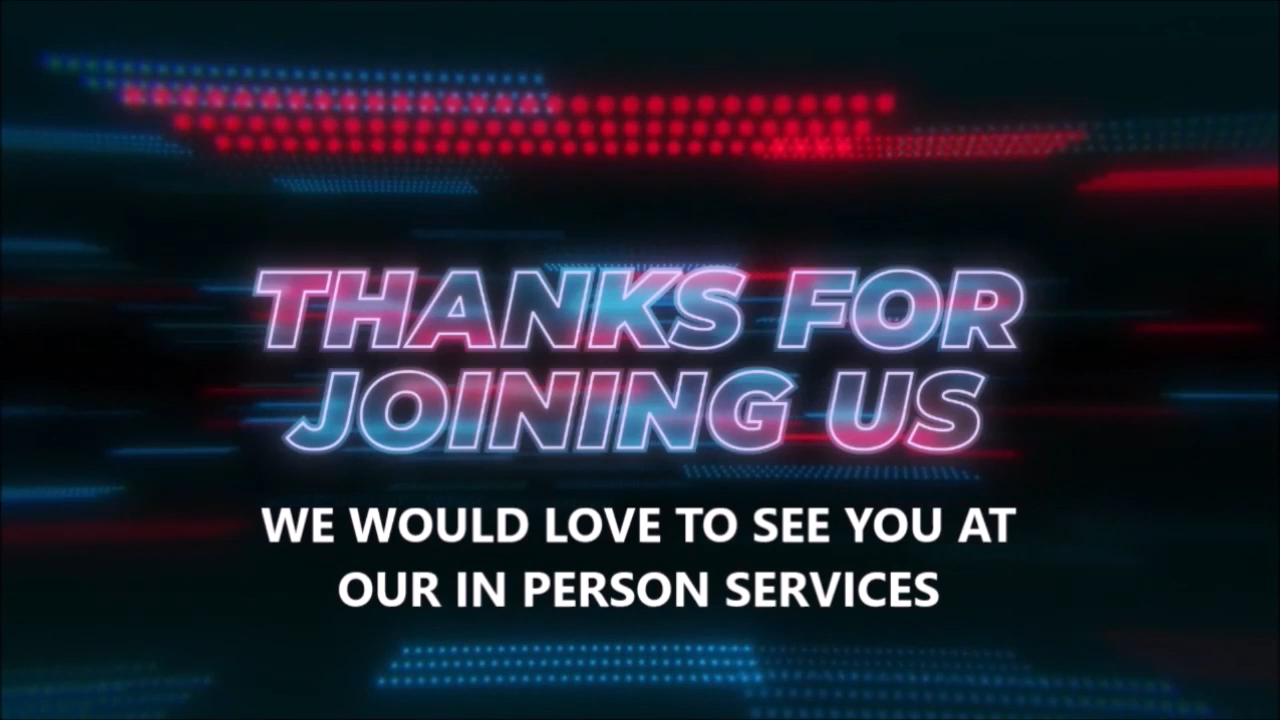 THANKS FOR
JOINING US
WE WOULD LOVE TO SEE YOU AT
OUR IN PERSON SERVICES